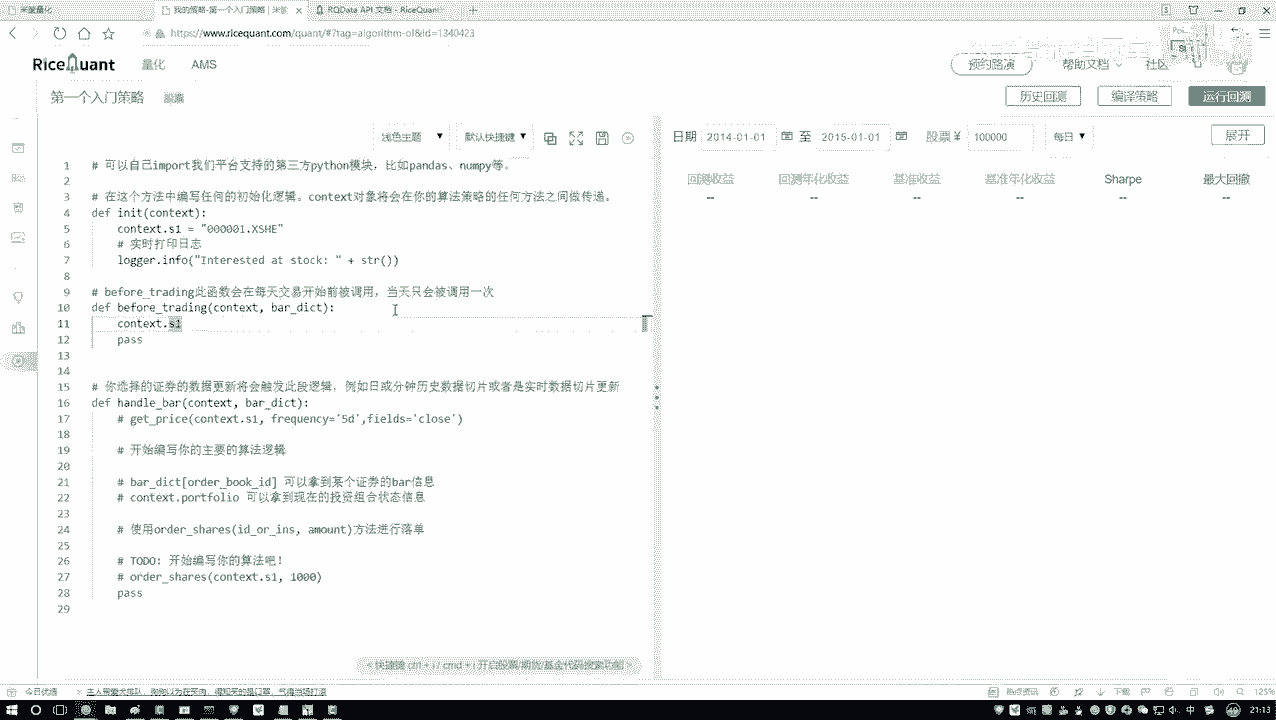 米筐量化
我的策略-第一个入门策略 | 米筐
RQData API 文档 - RiceQuant
https://www.ricequant.com/quant/#?tag=algorithm-ol&id=1340423
RiceQuant 量化 AMS 预约路演 帮助文档 社区
第一个入门策略
历史回测 编译策略 运行回测
浅色主题 默认快捷键
日期 2014-01-01 至 2015-01-01 股票 ¥ 100000 每日 展开
回测收益 回测年化收益 基准收益 基准年化收益 Sharpe 最大回撤
-- -- -- -- -- --
1 # 可以自己import我们平台支持的第三方python模块，比如pandas、numpy等。
2
3 # 在这个方法中编写任何的初始化逻辑。context对象将会在你的算法策略的任何方法之间做传递。
4 def init(context):
5 context.s1 = "000001.XSHE"
6 # 实时打印日志
7 logger.info("Interested at stock: " + str())
8
9 # before_trading此函数会在每天交易开始前被调用，当天只会被调用一次
10 def before_trading(context, bar_dict):
11 context.s1
12 pass
13
14
15 # 你选择的证券的数据更新将会触发此段逻辑，例如日或分钟历史数据切片或者是实时数据切片更新
16 def handle_bar(context, bar_dict):
17 # get_price(context.s1, frequency='5d',fields='close')
18
19 # 开始编写你的主要的算法逻辑
20
21 # bar_dict[order_book_id] 可以拿到某个证券的bar信息
22 # context.portfolio 可以拿到现在的投资组合状态信息
23
24 # 使用order_shares(id_or_ins, amount)方法进行落单
25
26 # TODO: 开始编写你的算法吧！
27 # order_shares(context.s1, 1000)
28 pass
29
< 快捷键 ctrl + i / cmd + i 开启股票/期货/基金代码搜索功能 >
今日优选
热点资讯 下载 125%
中 21:13